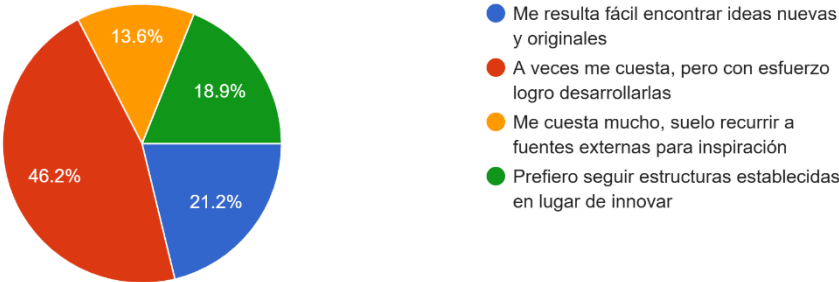 13.6%
18.9%
46.2%
21.2%
Me resulta fácil encontrar ideas nuevas
y originales
A veces me cuesta, pero con esfuerzo
logro desarrollarlas
Me cuesta mucho, suelo recurrir a
fuentes externas para inspiración
Prefiero seguir estructuras establecidas
en lugar de innovar